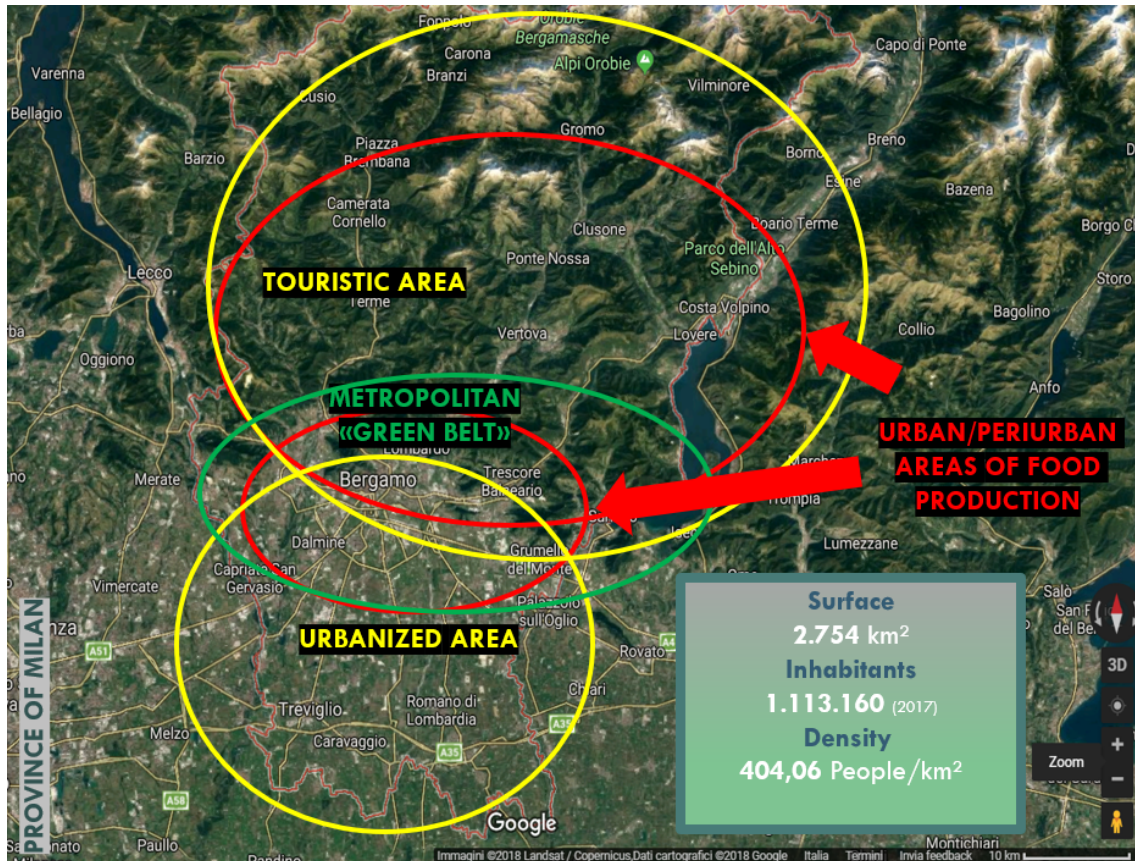 Foppolo
Orobie
Bergamasche
Capo di Ponte
Varenna
Carona
Alpi Orobie
Branzi
Vilminore
Cusio
Bellagio
Gromo
Breno
Piazza
Brembana
Barzio
Borno
Esine
Bazena
Camerata
Cornello
Clusone
Boario Terme
Borgo Ch
Parco dell'Alto
Sebino
Ponte Nossa
Lecco
TOURISTIC AREA
Storo
Terme
Costa Volpino
Bagolino
Vertova
Lovere
Collio
Oggiono
Anfo
METROPOLITAN
«GREEN BELT»
URBAN/PERIURBAN
AREAS OF FOOD
PRODUCTION
Lombardo
Merate
Bergamo
Trescore
Balneario
Trompia
Dalmine
Lumezzane
Grumello
del Monte
Capriate San
Gervasio
Vimercate
Palazzolo
sull'Oglio
Salò
URBANIZED AREA
A51
A4
Rovato
Chiari
Treviglio
Romano di
Lombardia
Melzo
Caravaggio
A35
A35
A58
Paullo
PROVINCE OF MILAN
Surface
2.754 km²
Inhabitants
1.113.160 (2017)
Density
404,06 People/km²
3D
Zoom
+
−
Google
Montichiari
Immagini ©2018 Landsat / Copernicus,Dati cartografici ©2018 Google Italia Termini Invia feedback 10 km